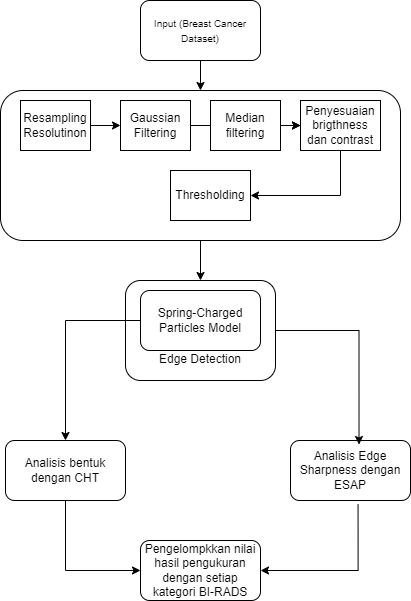 Input (Breast Cancer
Dataset)
Resampling
Resolutinon
Gaussian
Filtering
Median
filtering
Penyesuaian
brigthness
dan contrast
Thresholding
Spring-Charged
Particles Model
Edge Detection
Analisis bentuk
dengan CHT
Analisis Edge
Sharpness dengan
ESAP
Pengelompkkan nilai
hasil pengukuran
dengan setiap
kategori BI-RADS